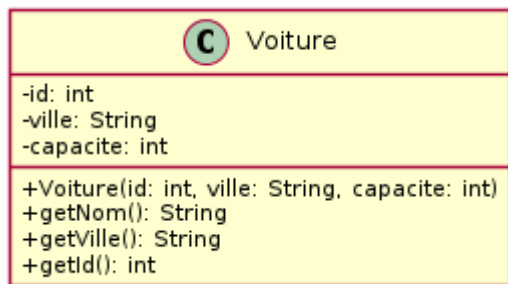 C Voiture
-id: int
-ville: String
-capacite: int
+Voiture(id: int, ville: String, capacite: int)
+getNom(): String
+getVille(): String
+getId(): int